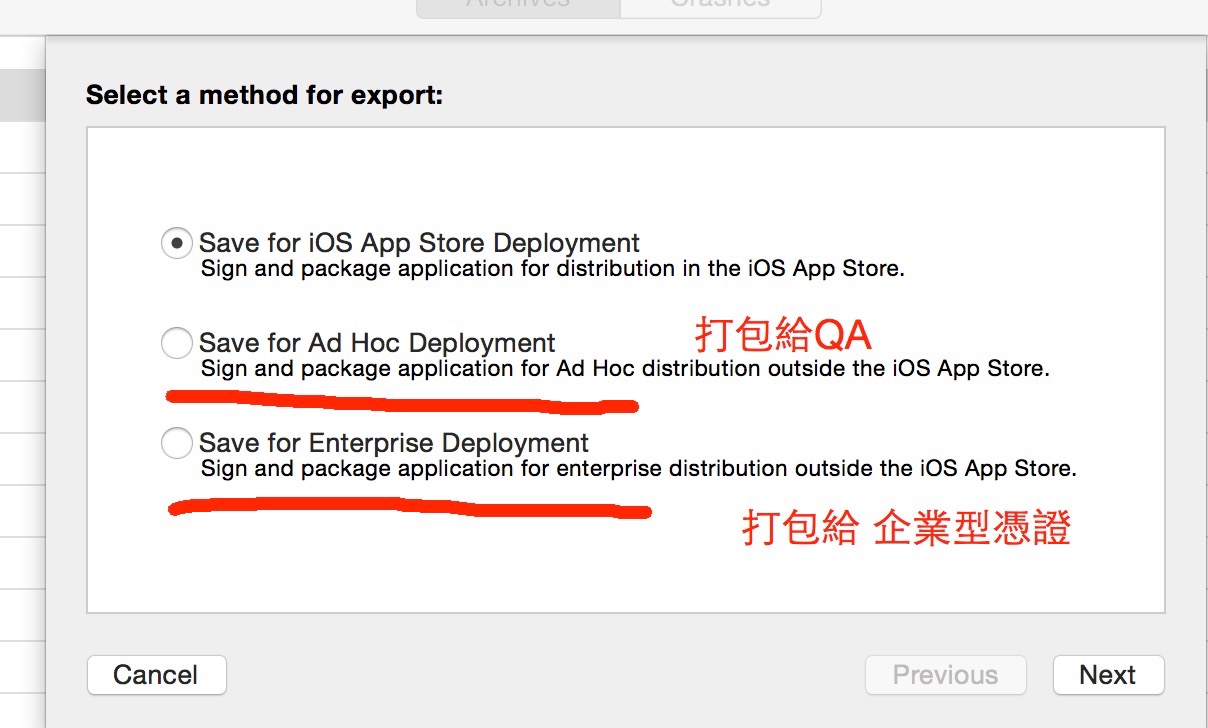 Archives Crashes
Select a method for export:
Save for iOS App Store Deployment
Sign and package application for distribution in the iOS App Store.
Save for Ad Hoc Deployment
打包給QA
Sign and package application for Ad Hoc distribution outside the iOS App Store.
Save for Enterprise Deployment
Sign and package application for enterprise distribution outside the iOS App Store.
打包給 企業型憑證
Cancel
Previous
Next